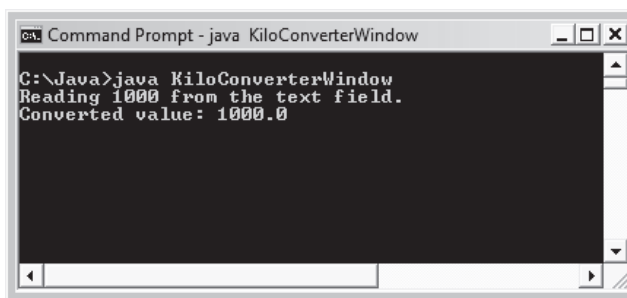 Command Prompt - java KiloConverterWindow
C:\Java>java KiloConverterWindow
Reading 1000 from the text field.
Converted value: 1000.0